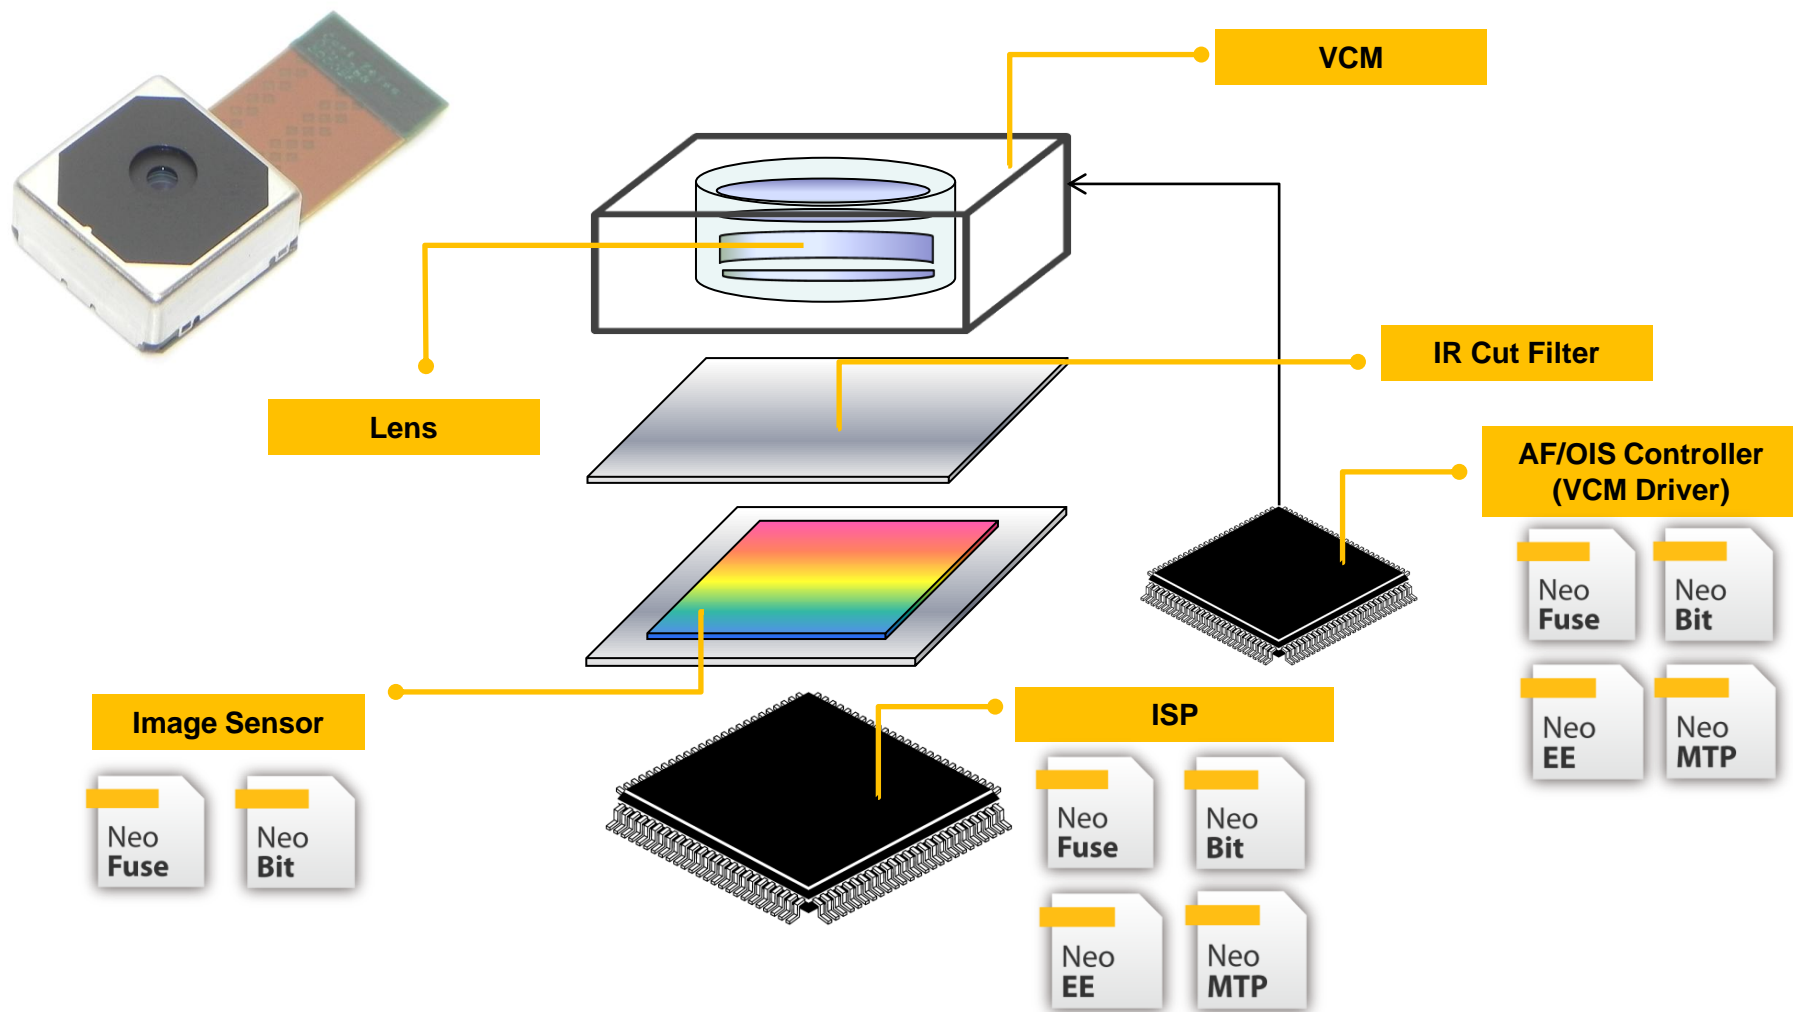 VCM
IR Cut Filter
Lens
AF/OIS Controller
(VCM Driver)
Neo
Fuse
Neo
Bit
Neo
EE
Neo
MTP
Image Sensor
Neo
Fuse
Neo
Bit
ISP
Neo
Fuse
Neo
Bit
Neo
EE
Neo
MTP